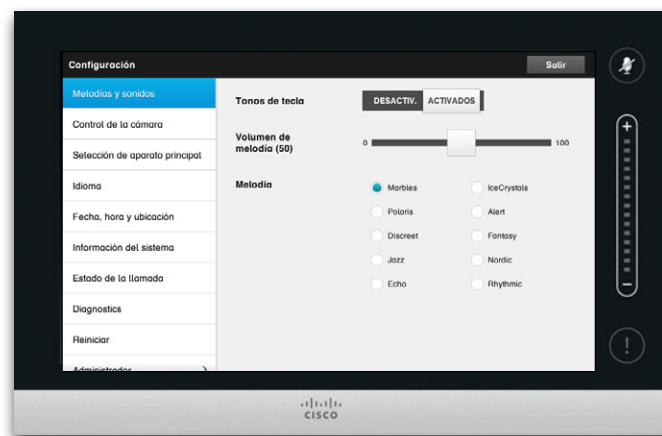 Configuración
Salir
Melodías y sonidos
Control de la cámara
Selección de aparato principal
Idioma
Fecha, hora y ubicación
Información del sistema
Estado de la llamada
Diagnostics
Reiniciar
Administrador
Tonos de tecla
DESACTIV. ACTIVADOS
Volumen de
melodía (50)
0 100
Melodía
Marbles IceCrystals
Polaris Alert
Discreet Fantasy
Jazz Nordic
Echo Rhythmic
+
-
!
CISCO